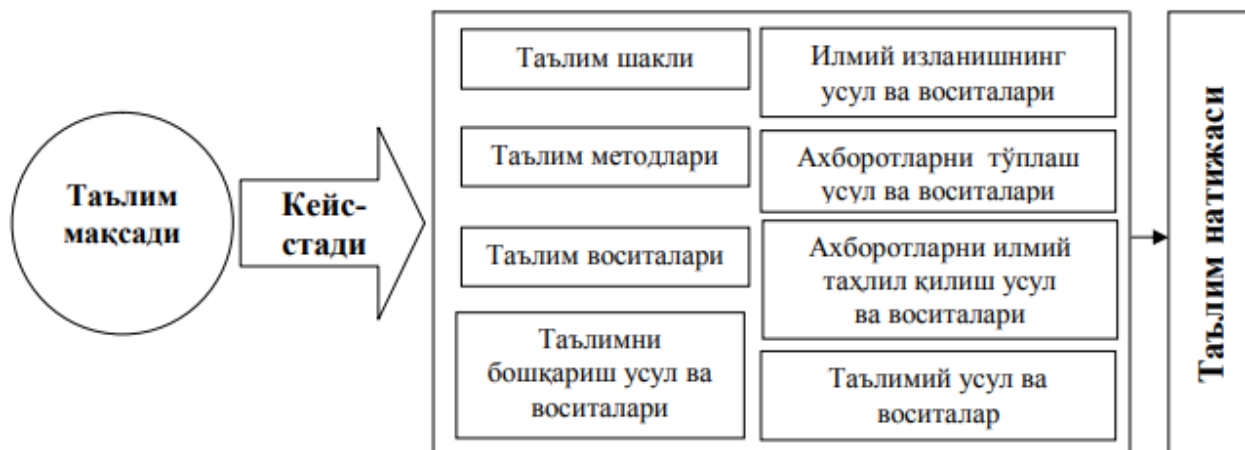 Таълим
мақсади
Кейс-
стади
Таълим шакли
Таълим методлари
Таълим воситалари
Таълимни
бошқариш усул ва
воситалари
Илмий изланишнинг
усул ва воситалари
Ахборотларни тўплаш
усул ва воситалари
Ахборотларни илмий
таҳлил қилиш усул
ва воситалари
Таълимий усул ва
воситалар
Таълим натижаси